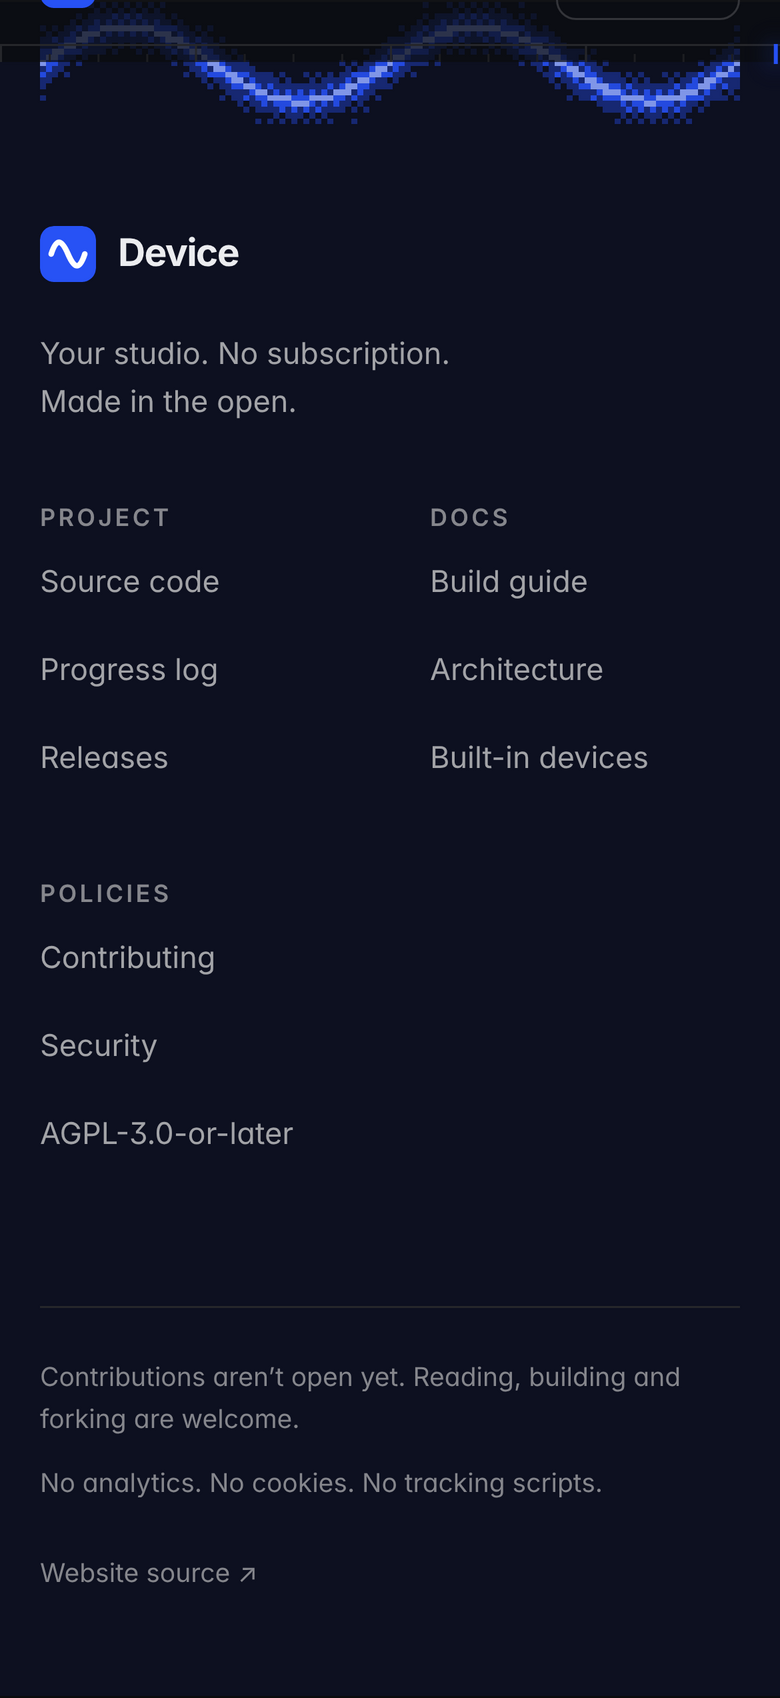 Device
Your studio. No subscription.
Made in the open.
PROJECT
Source code
Progress log
Releases
DOCS
Build guide
Architecture
Built-in devices
POLICIES
Contributing
Security
AGPL-3.0-or-later
Contributions aren’t open yet. Reading, building and
forking are welcome.
No analytics. No cookies. No tracking scripts.
Website source ↗